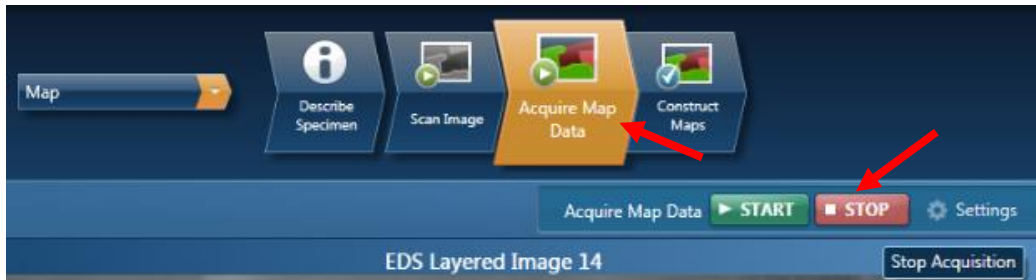 Map
Describe
Specimen
Scan Image
Acquire Map
Data
Construct
Maps
Acquire Map Data
START
STOP
Settings
EDS Layered Image 14
Stop Acquisition